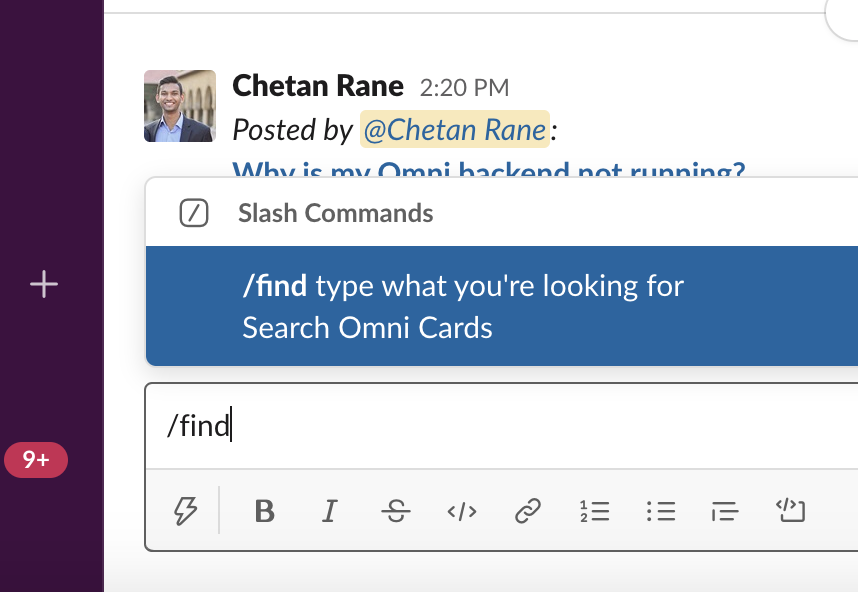 Chetan Rane 2:20 PM
Posted by @Chetan Rane:
Why is my Omni backend not running?
Slash Commands
/find type what you're looking for
Search Omni Cards
/find
9+